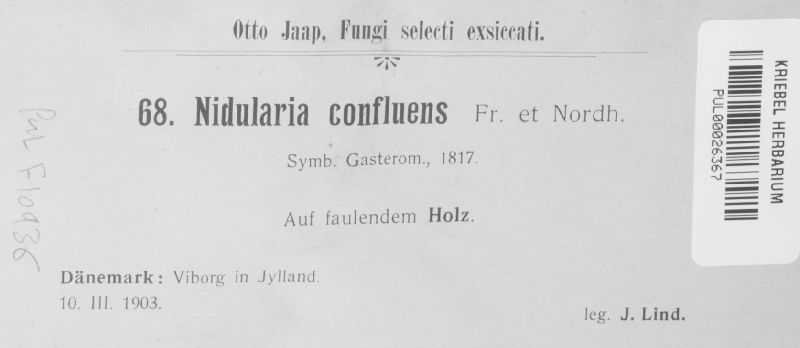 Otto Jaap, Fungi selecti exsiccati.
68. Nidularia confluens Fr. et Nordh.
Symb. Gasterom., 1817.
Auf faulendem Holz.
Dänemark: Viborg in Jylland.
10. III. 1903.
leg. J. Lind.
PUL F10936
KRIEBEL HERBARIUM
PUL00026367